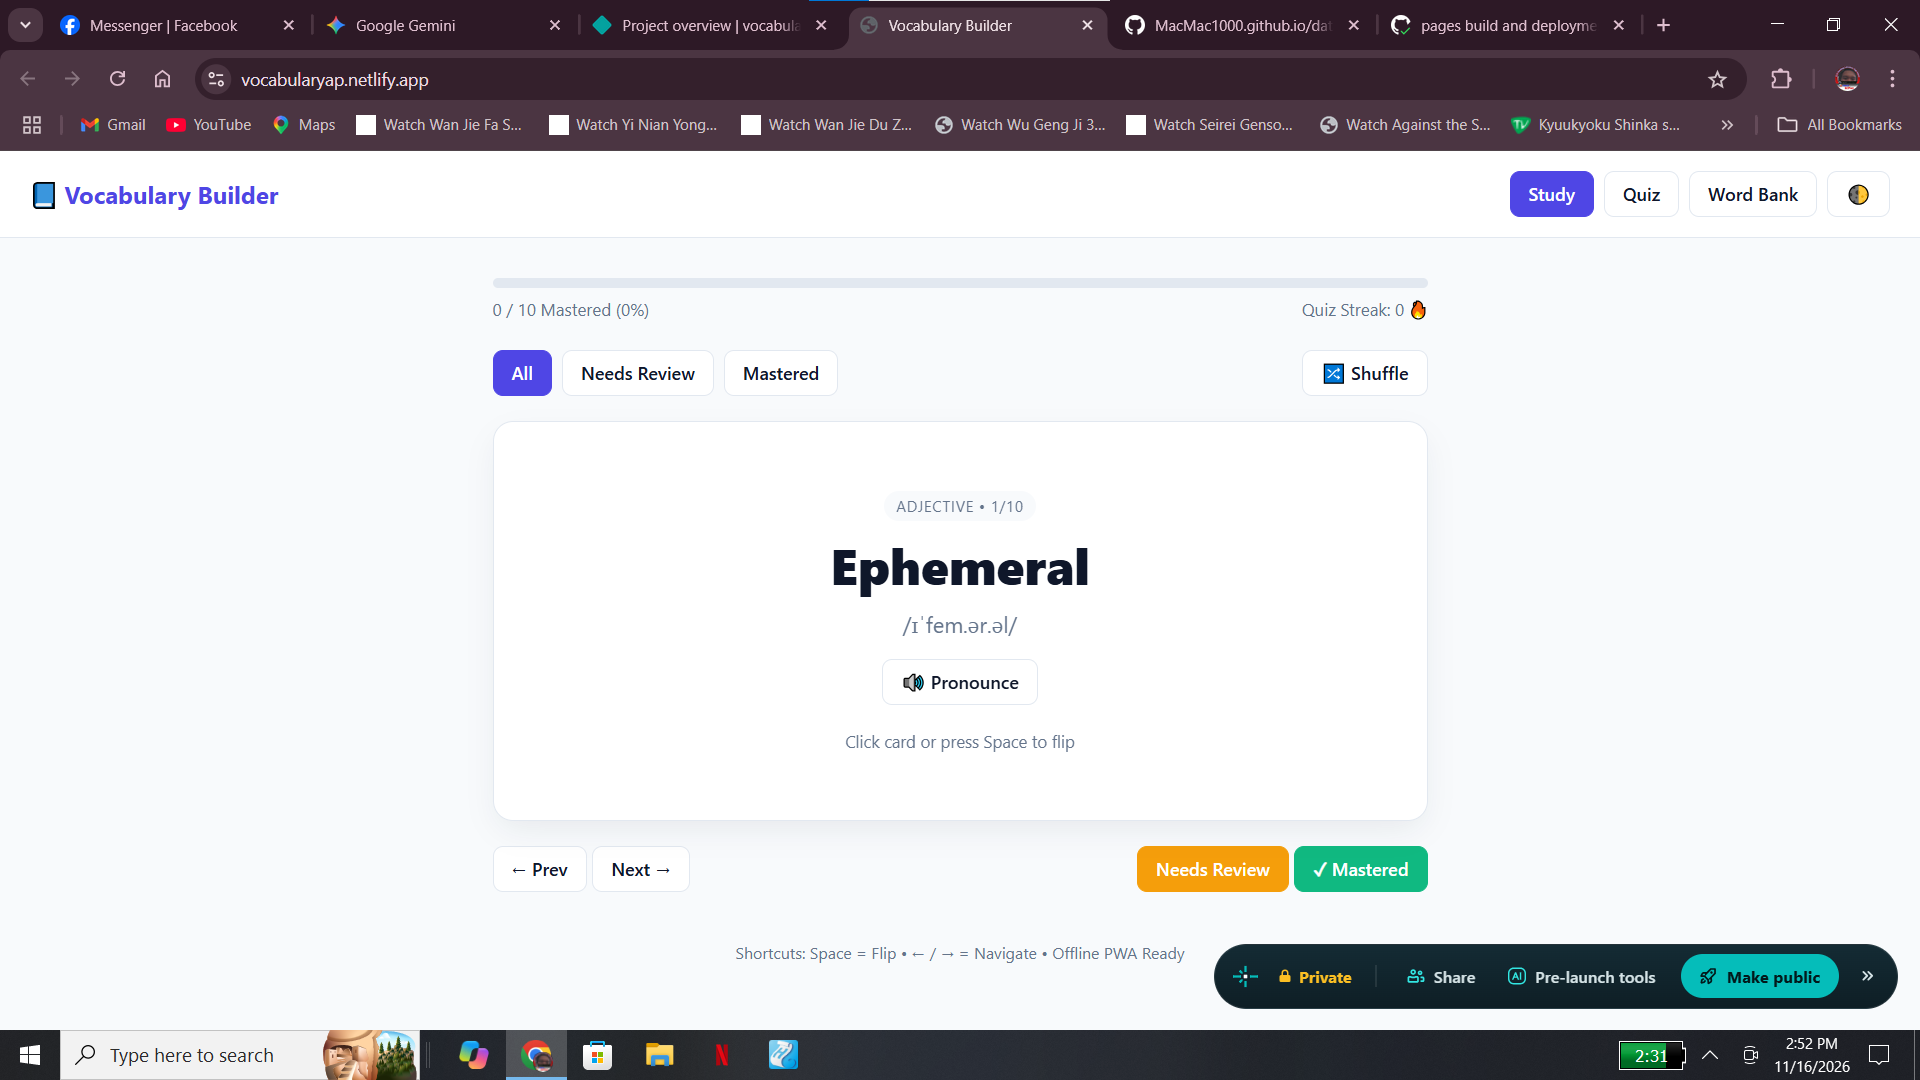 Messenger | Facebook
Google Gemini
Project overview | vocabula
Vocabulary Builder
MacMac1000.github.io/dat
pages build and deployme
vocabularyap.netlify.app
Gmail
YouTube
Maps
Watch Wan Jie Fa S...
Watch Yi Nian Yong...
Watch Wan Jie Du Z...
Watch Wu Geng Ji 3...
Watch Seirei Genso...
Watch Against the S...
Kyuukyoku Shinka s...
All Bookmarks
Vocabulary Builder
Study
Quiz
Word Bank
0 / 10 Mastered (0%)
Quiz Streak: 0 🔥
All
Needs Review
Mastered
Shuffle
ADJECTIVE • 1/10
Ephemeral
/ɪˈfem.ər.əl/
Pronounce
Click card or press Space to flip
← Prev
Next →
Needs Review
✓ Mastered
Shortcuts: Space = Flip • ← / → = Navigate • Offline PWA Ready
Private
Share
Pre-launch tools
Make public
Type here to search
2:31
2:52 PM
11/16/2026